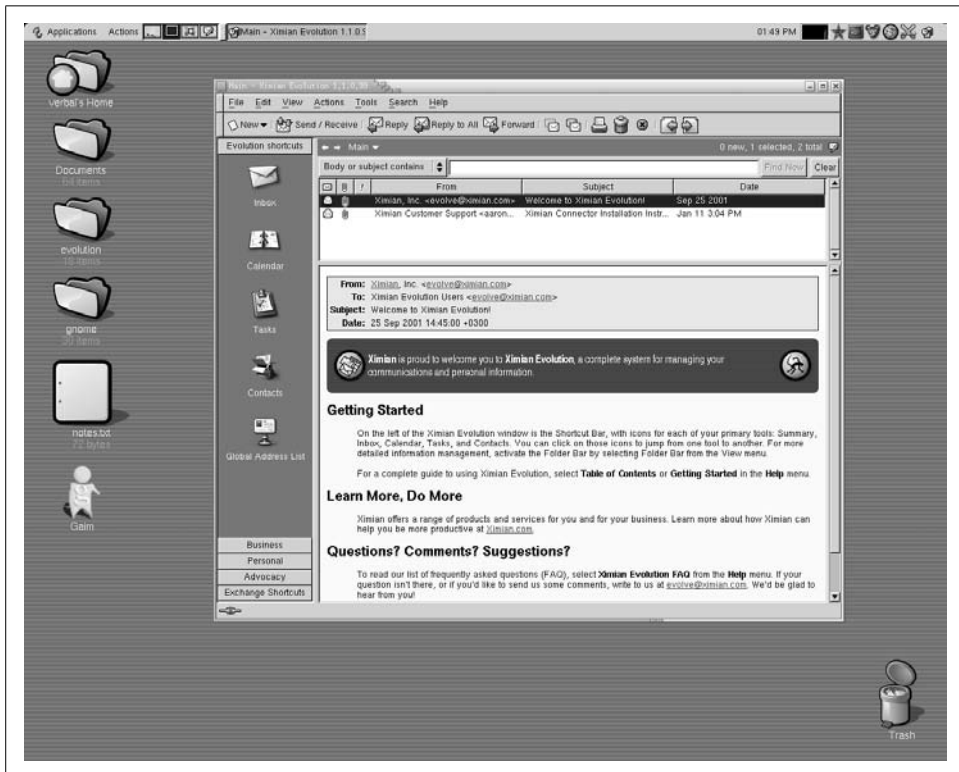 Applications Actions Main - Ximian Evolution 1.1.0.9 01:49 PM
verbal's Home
Documents
64 items
evolution
gnome
notes.txt
72 bytes
Gaim
Trash
Main - Ximian Evolution
File Edit View Actions Tools Search Help
New Send / Receive Reply Reply to All Forward
Evolution shortcuts
Main 0 new, 1 selected, 2 total
Body or subject contains Find Now Clear
Inbox
Calendar
Tasks
Contacts
Global Address List
Business
Personal
Advocacy
Exchange Shortcuts
From Subject Date
Ximian, Inc. <evolve@ximian.com> Welcome to Ximian Evolution! Sep 25 2001
Ximian Customer Support <aaron... Ximian Connector Installation Instr... Jan 11 3:04 PM
From: Ximian, Inc. <evolve@ximian.com>
To: Ximian Evolution Users <evolve@ximian.com>
Subject: Welcome to Ximian Evolution!
Date: 25 Sep 2001 14:45:00 +0300
Ximian is proud to welcome you to Ximian Evolution, a complete system for managing your
communications and personal information.
Getting Started
On the left of the Ximian Evolution window is the Shortcut Bar, with icons for each of your primary tools: Summary,
Inbox, Calendar, Tasks, and Contacts. You can click on those icons to jump from one tool to another. For more
detailed information management, activate the Folder Bar by selecting Folder Bar from the View menu.
For a complete guide to using Ximian Evolution, select Table of Contents or Getting Started in the Help menu.
Learn More, Do More
Ximian offers a range of products and services for you and for your business. Learn more about how Ximian can
help you be more productive at Ximian.com.
Questions? Comments? Suggestions?
To read our list of frequently asked questions (FAQ), select Ximian Evolution FAQ from the Help menu. If your
question isn't there, or if you'd like to send us some comments, write to us at evolve@ximian.com. We'd be glad to
hear from you!